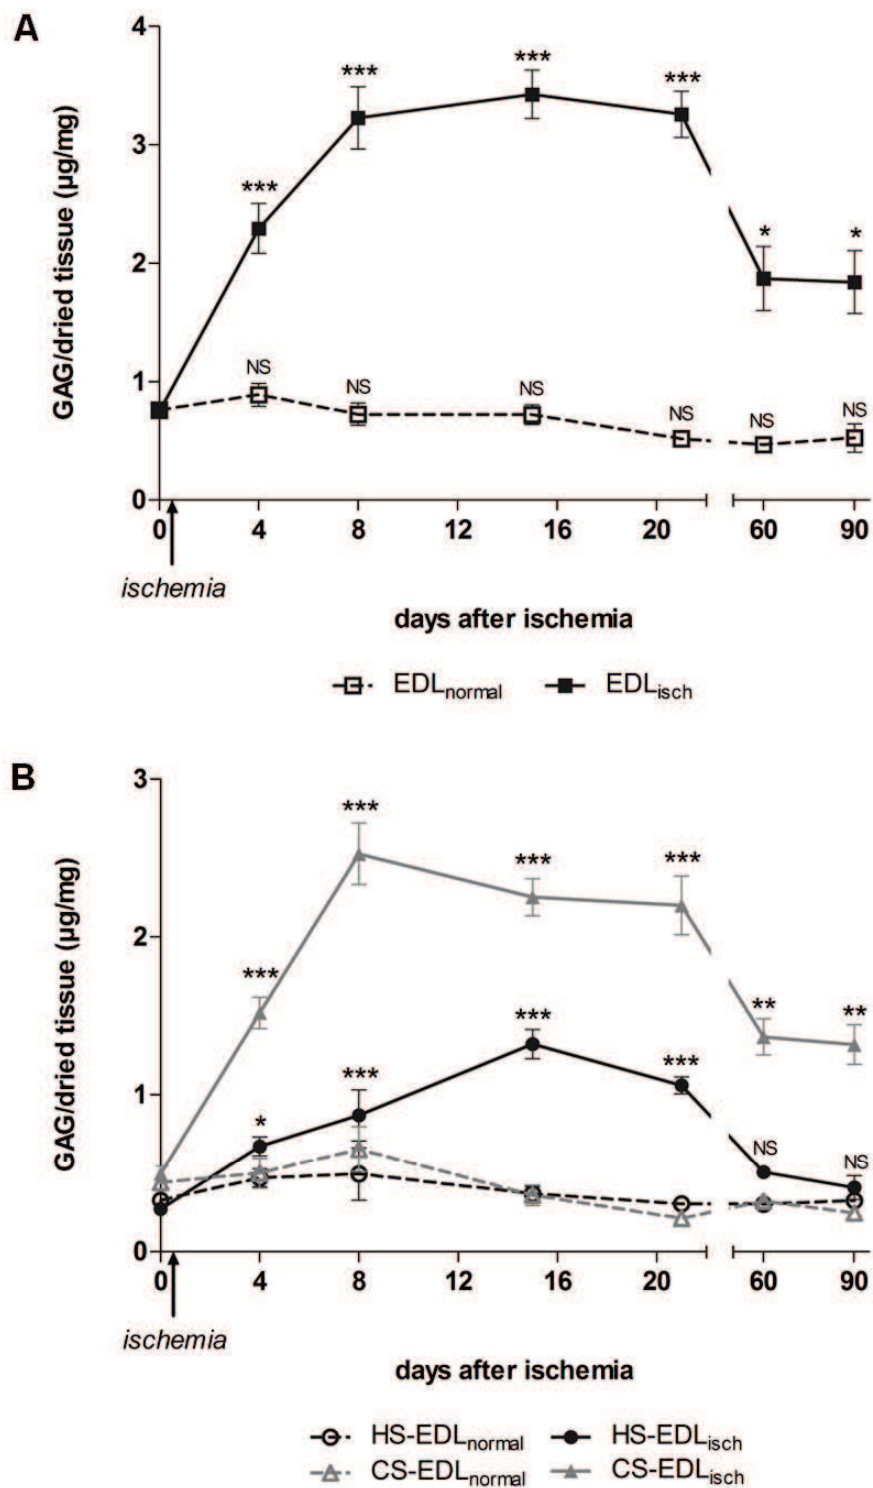 A
GAG/dried tissue (µg/mg)
4
3
2
1
0
***
***
***
***
*
*
NS
NS
NS
NS
NS
NS
0 4 8 12 16 20 60 90
ischemia
days after ischemia
EDLnormal EDLisch
B
GAG/dried tissue (µg/mg)
3
2
1
0
***
***
***
***
**
**
*
***
***
***
NS
NS
0 4 8 12 16 20 60 90
ischemia
days after ischemia
HS-EDLnormal HS-EDLisch
CS-EDLnormal CS-EDLisch